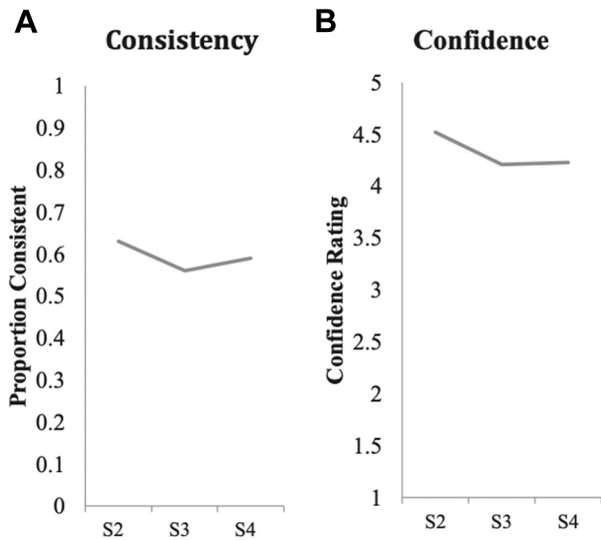 A
Consistency
Proportion Consistent
1
0.9
0.8
0.7
0.6
0.5
0.4
0.3
0.2
0.1
0
S2 S3 S4
B
Confidence
Confidence Rating
5
4.5
4
3.5
3
2.5
2
1.5
1
S2 S3 S4